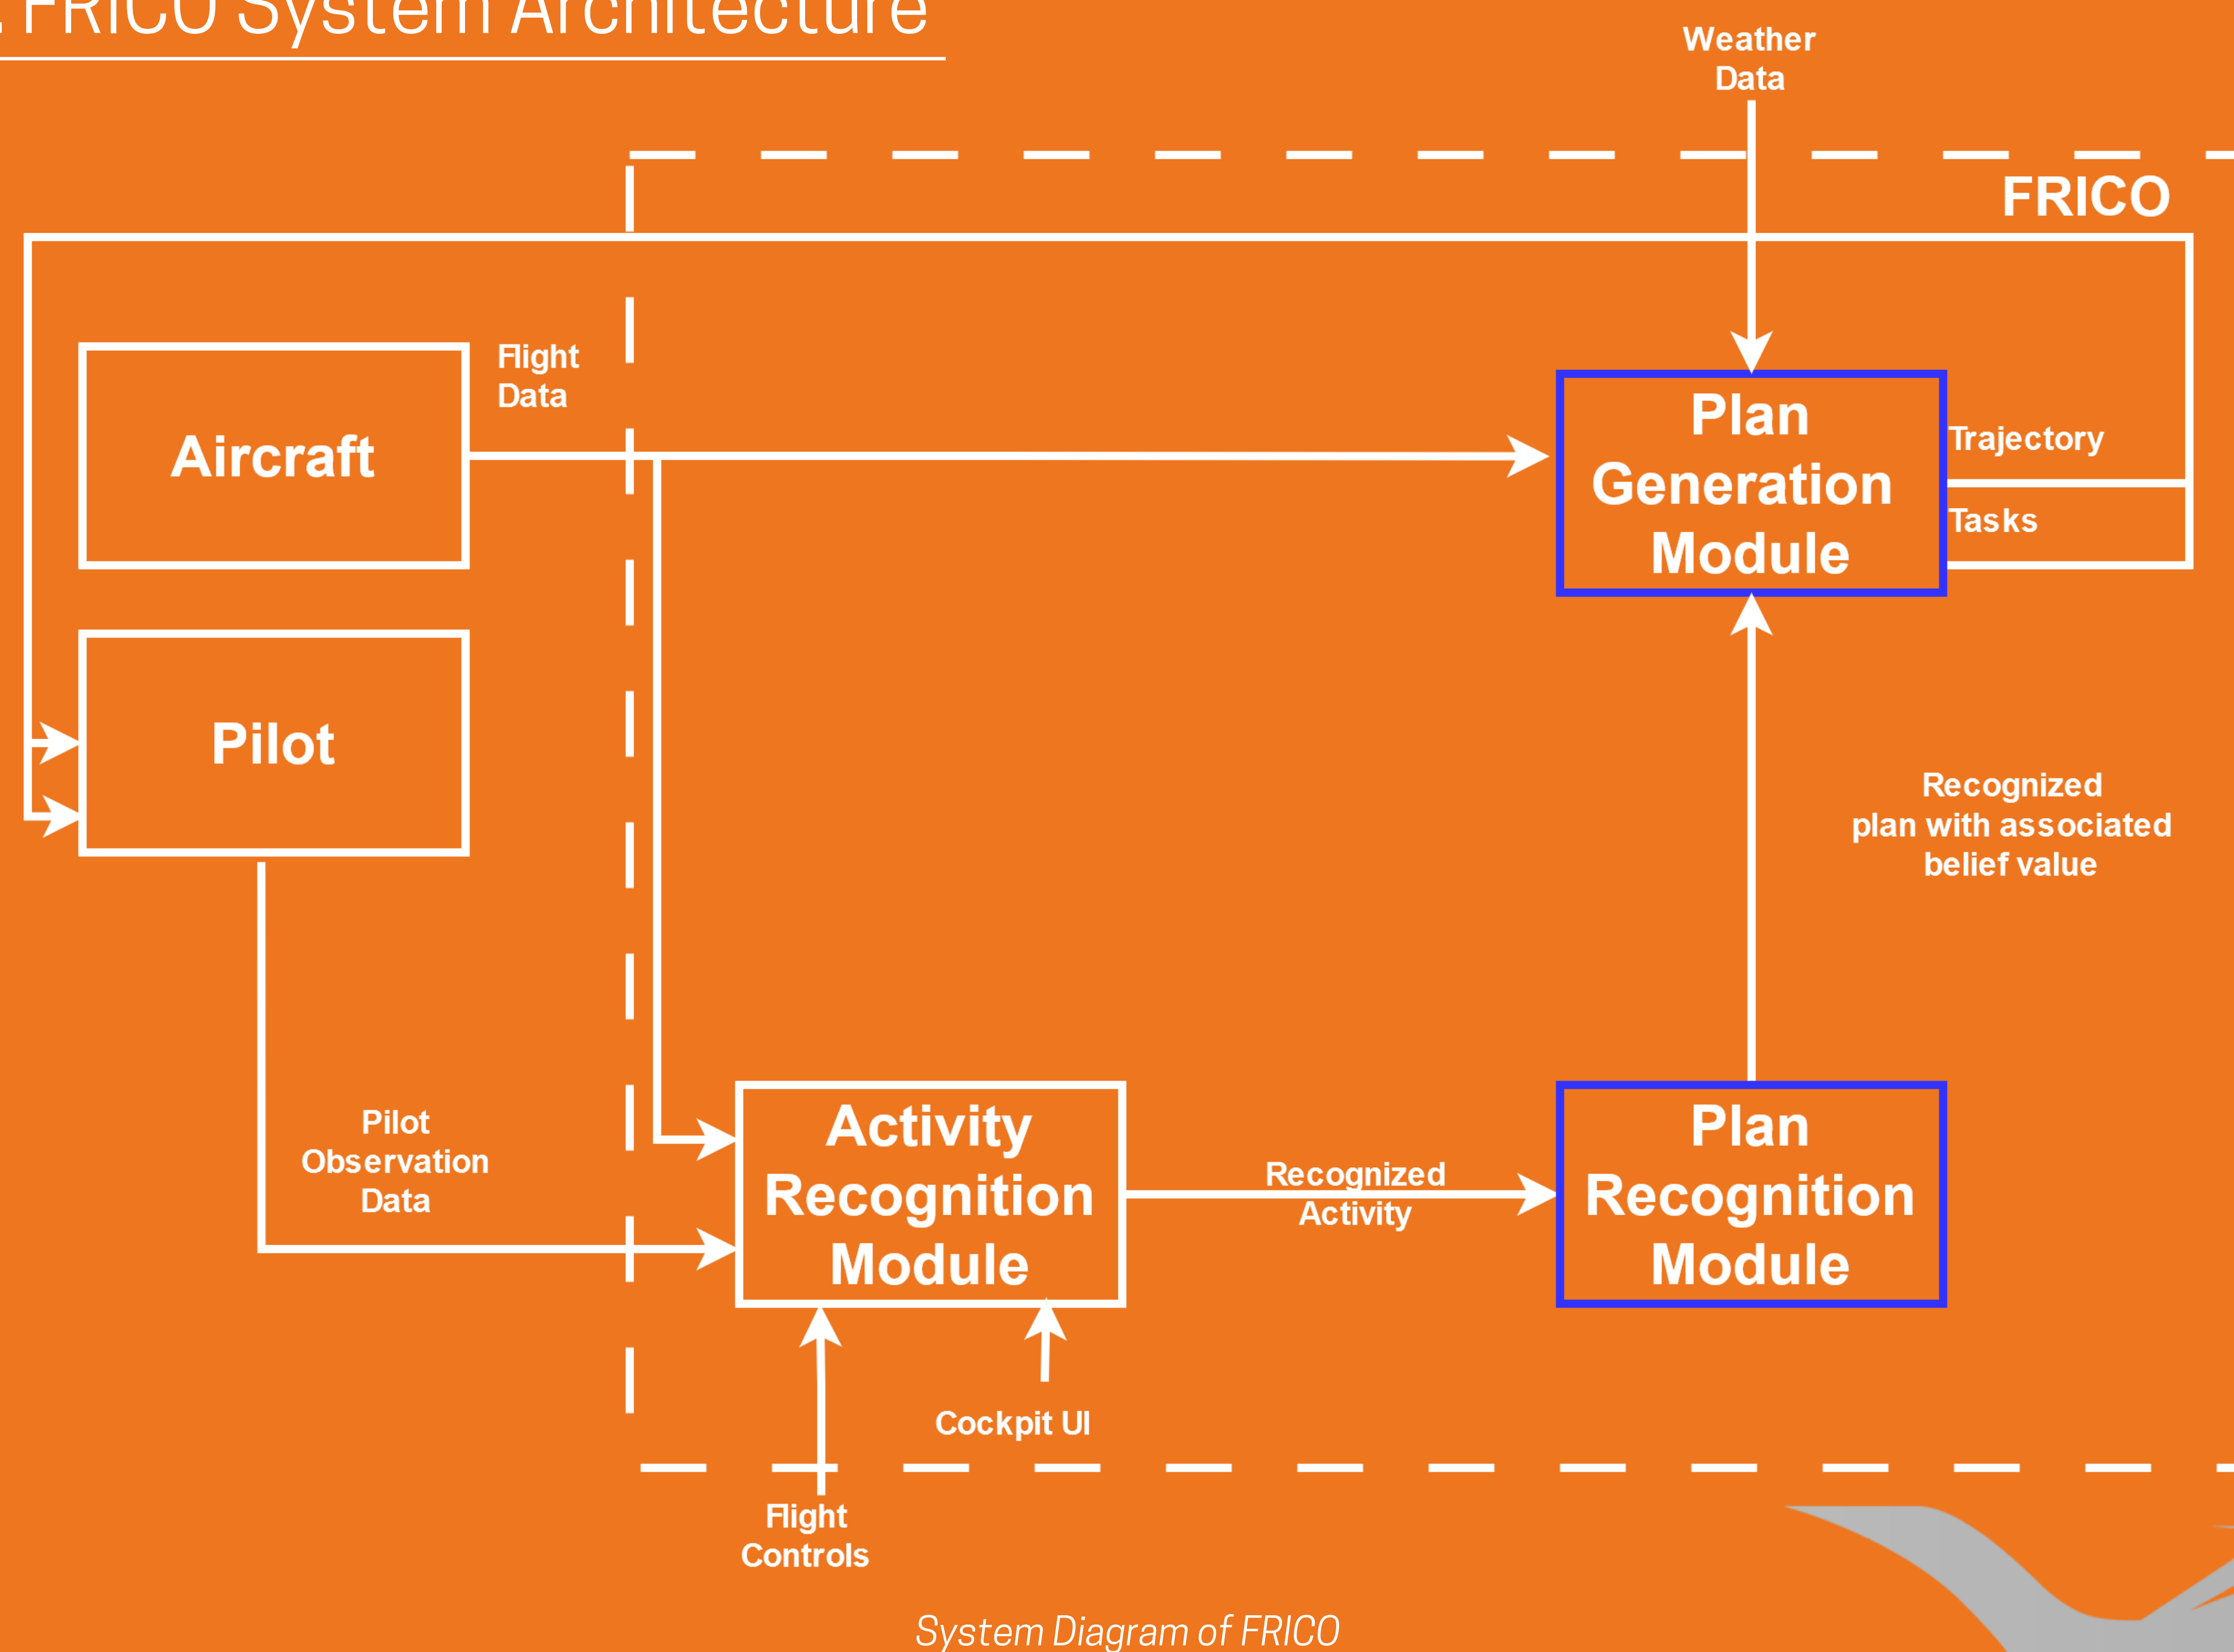 . FRICO System Architecture
Weather
Data
FRICO
Flight
Data
Aircraft
Plan
Generation
Module
Trajectory
Tasks
Pilot
Recognized
plan with associated
belief value
Pilot
Observation
Data
Activity
Recognition
Module
Recognized
Activity
Plan
Recognition
Module
Cockpit UI
Flight
Controls
System Diagram of FRICO